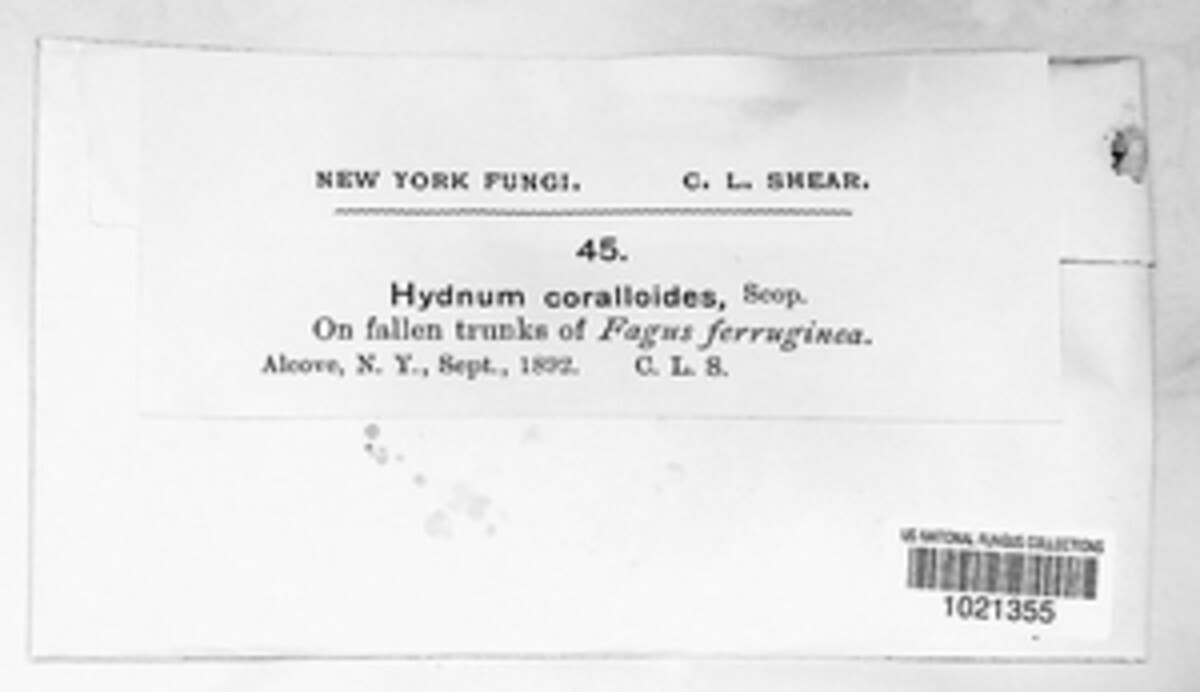 NEW YORK FUNGI. C. L. SHEAR.
45.
Hydnum coralloides, Scop.
On fallen trunks of Fagus ferruginea.
Alcove, N. Y., Sept., 1892. C. L. S.
US NATIONAL FUNGUS COLLECTIONS
1021355